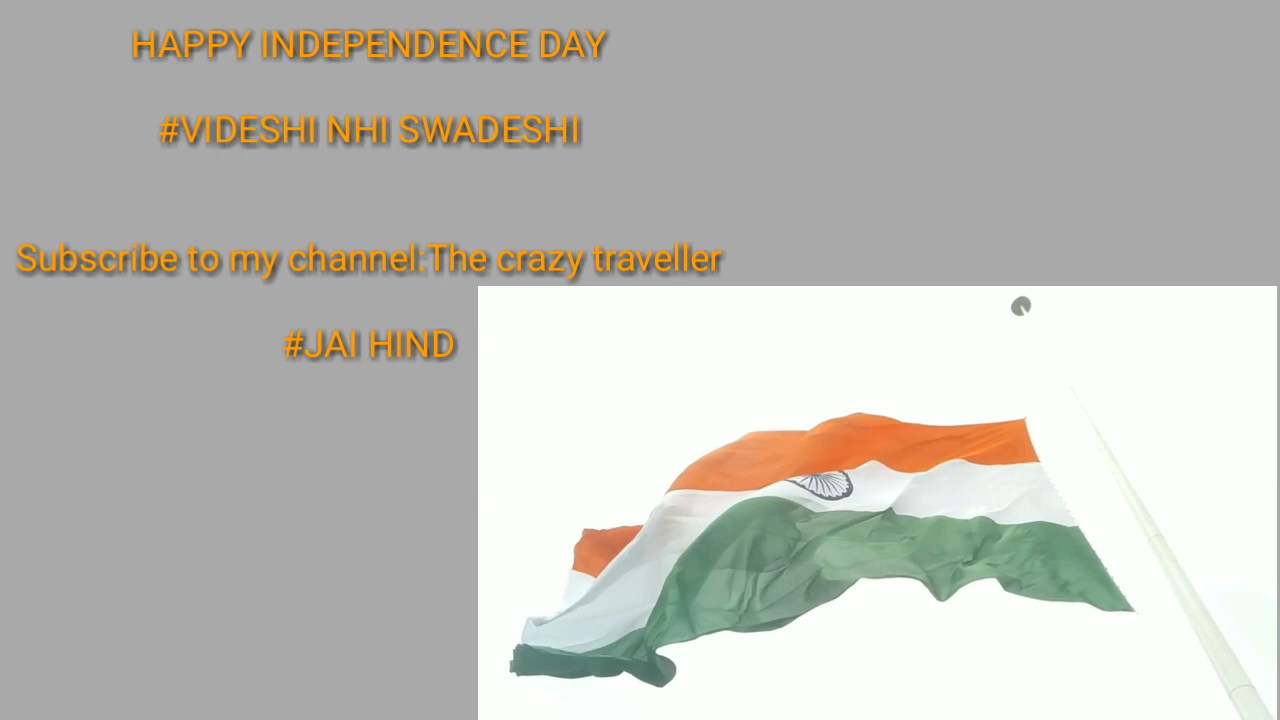 HAPPY INDEPENDENCE DAY
#VIDESHI NHI SWADESHI
Subscribe to my channel:The crazy traveller
#JAI HIND